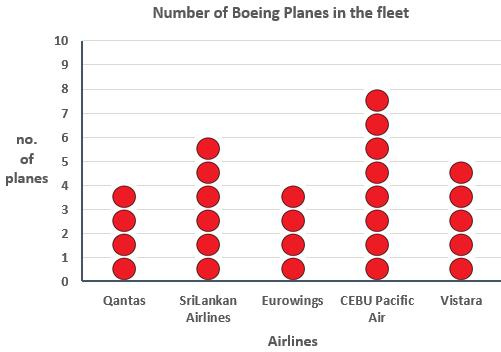 Number of Boeing Planes in the fleet
10
9
8
7
6
5
4
3
2
1
0
no.
of
planes
Qantas
SriLankan
Airlines
Eurowings
CEBU Pacific
Air
Vistara
Airlines